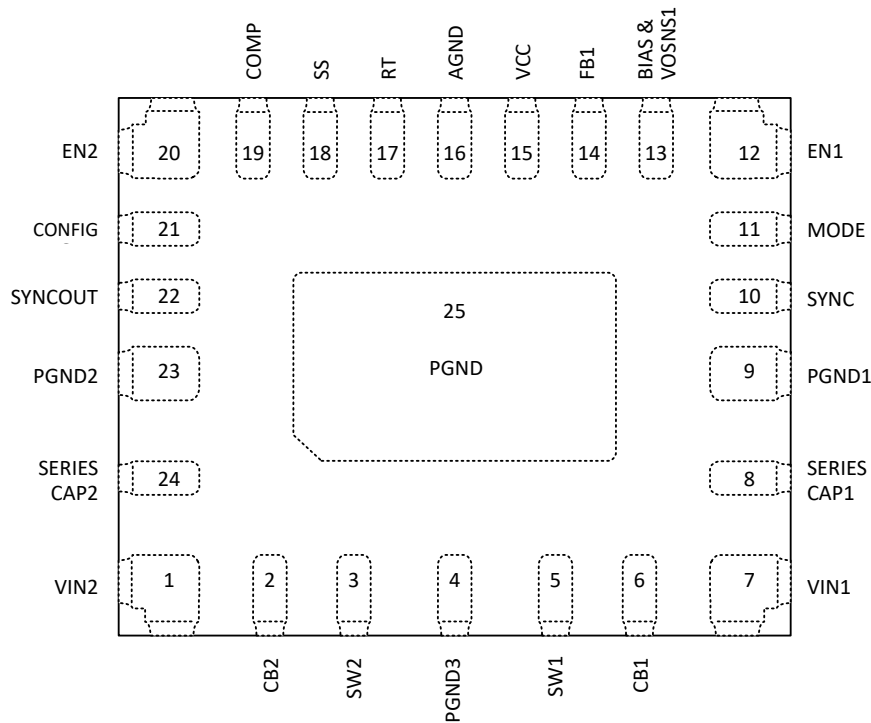 COMP
SS
RT
AGND
VCC
FB1
BIAS &
VOSNS1
EN2
20
19
18
17
16
15
14
13
12
EN1
CONFIG
21
11
MODE
SYNCOUT
22
10
SYNC
25
PGND2
23
PGND
9
PGND1
SERIES
CAP2
24
8
SERIES
CAP1
VIN2
1
2
3
4
5
6
7
VIN1
CB2
SW2
PGND3
SW1
CB1